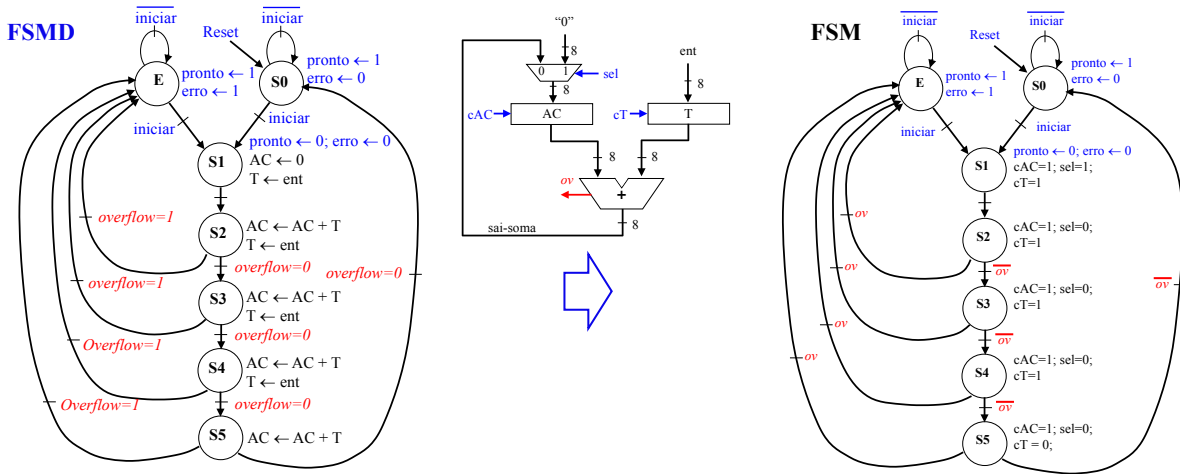 FSMD
iniciar
iniciar
Reset
E
S0
pronto ← 1
erro ← 1
pronto ← 1
erro ← 0
iniciar
iniciar
pronto ← 0; erro ← 0
S1
AC ← 0
T ← ent
overflow=1
S2
AC ← AC + T
T ← ent
overflow=0
overflow=0
overflow=1
S3
AC ← AC + T
T ← ent
overflow=0
Overflow=1
S4
AC ← AC + T
T ← ent
overflow=0
Overflow=1
S5
AC ← AC + T
“0”
8
0 1
sel
8
cAC
AC
ent
8
cT
T
8
8
ov
+
sai-soma
8
FSM
iniciar
iniciar
Reset
E
S0
pronto ← 1
erro ← 1
pronto ← 1
erro ← 0
iniciar
iniciar
pronto ← 0; erro ← 0
S1
cAC=1; sel=1;
cT=1
ov
S2
cAC=1; sel=0;
cT=1
ov
ov
ov
S3
cAC=1; sel=0;
cT=1
ov
ov
S4
cAC=1; sel=0;
cT=1
ov
ov
S5
cAC=1; sel=0;
cT = 0;